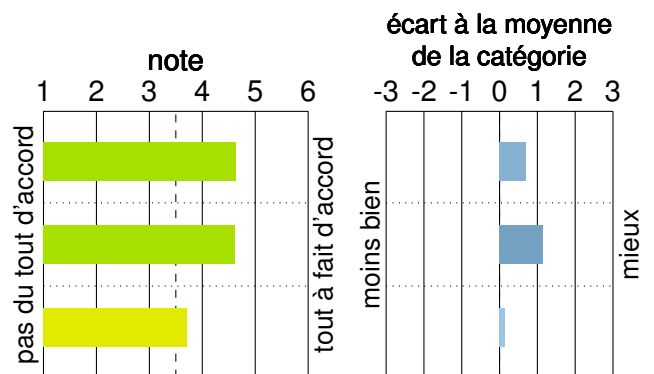 note
1 2 3 4 5 6
pas du tout d'accord
tout à fait d'accord
écart à la moyenne
de la catégorie
-3 -2 -1 0 1 2 3
moins bien
mieux